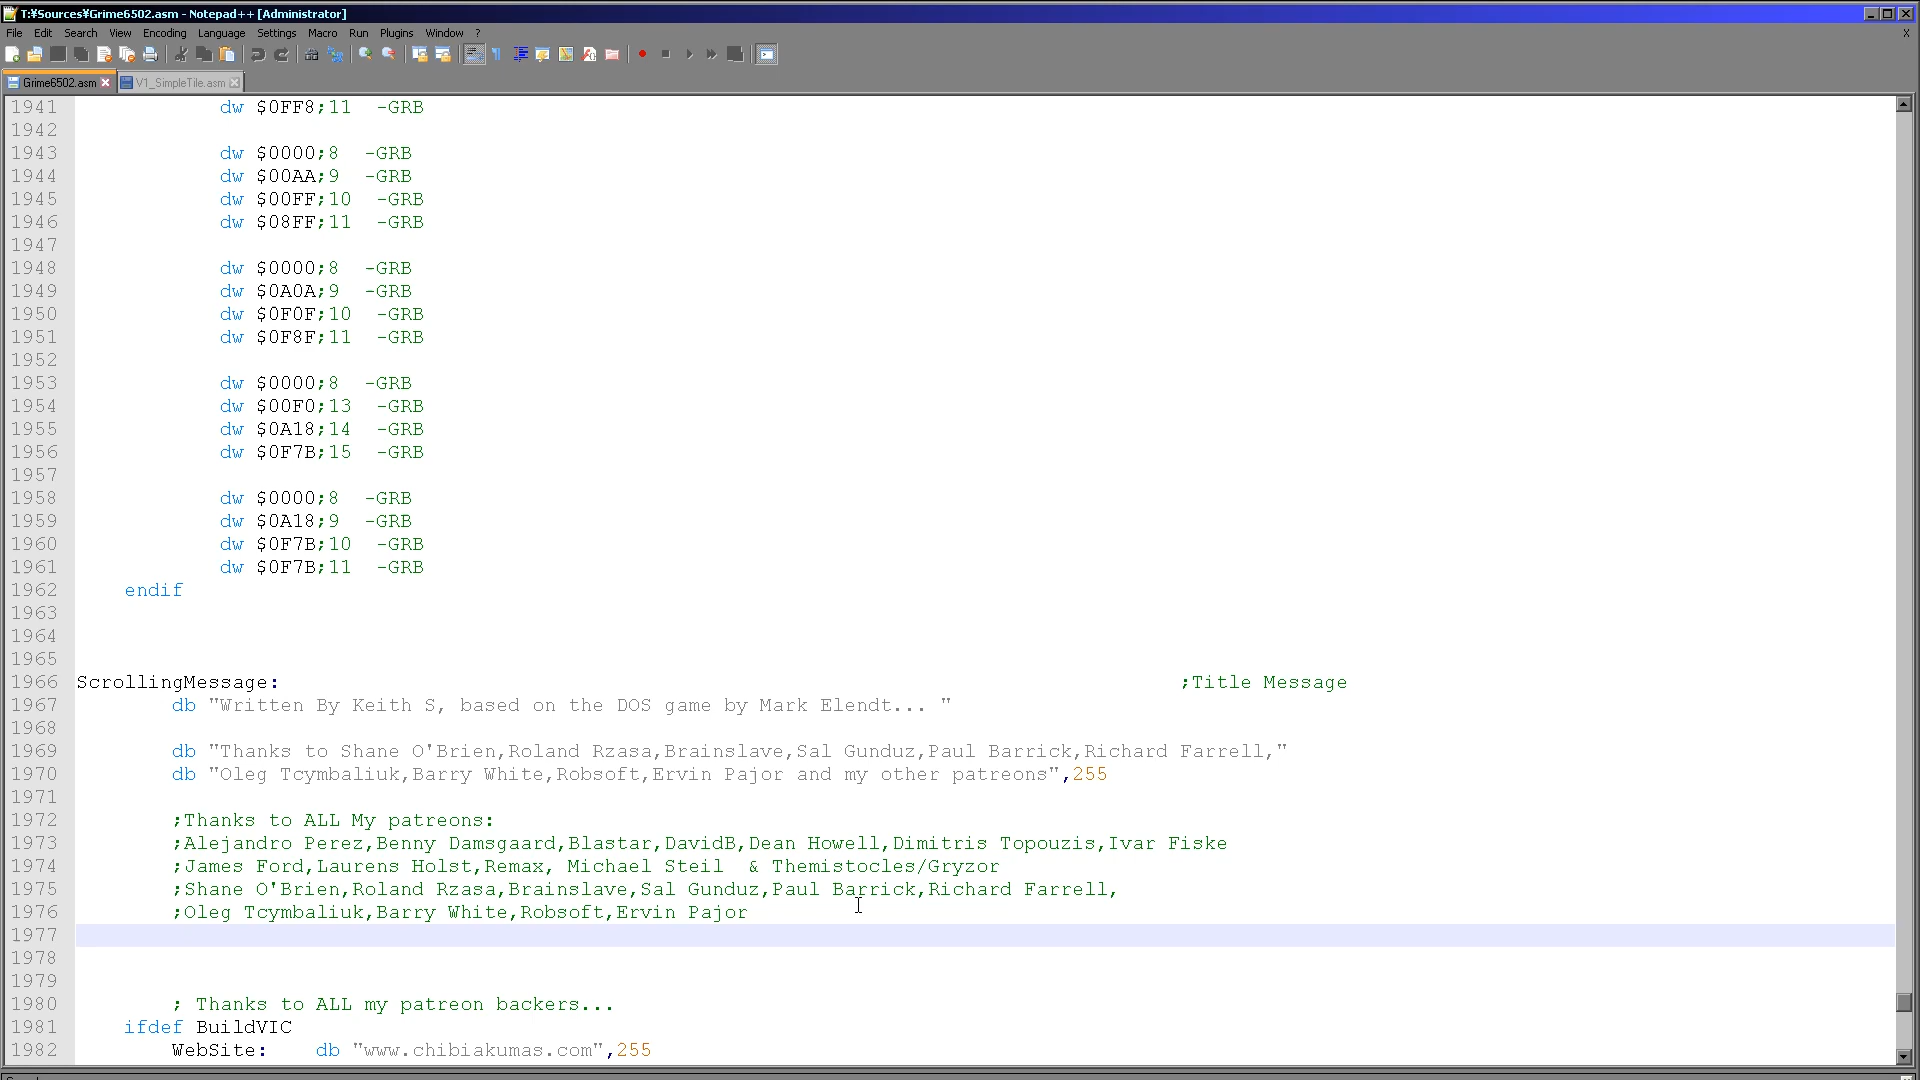 T:¥Sources¥Grime6502.asm - Notepad++ [Administrator]
File Edit Search View Encoding Language Settings Macro Run Plugins Window ? X
Grime6502.asm V1_SimpleTile.asm
1941 dw $0FF8;11 -GRB
1942
1943 dw $0000;8 -GRB
1944 dw $00AA;9 -GRB
1945 dw $00FF;10 -GRB
1946 dw $08FF;11 -GRB
1947
1948 dw $0000;8 -GRB
1949 dw $0A0A;9 -GRB
1950 dw $0F0F;10 -GRB
1951 dw $0F8F;11 -GRB
1952
1953 dw $0000;8 -GRB
1954 dw $00F0;13 -GRB
1955 dw $0A18;14 -GRB
1956 dw $0F7B;15 -GRB
1957
1958 dw $0000;8 -GRB
1959 dw $0A18;9 -GRB
1960 dw $0F7B;10 -GRB
1961 dw $0F7B;11 -GRB
1962 endif
1963
1964
1965
1966 ScrollingMessage: ;Title Message
1967 db "Written By Keith S, based on the DOS game by Mark Elendt... "
1968
1969 db "Thanks to Shane O'Brien,Roland Rzasa,Brainslave,Sal Gunduz,Paul Barrick,Richard Farrell,"
1970 db "Oleg Tcymbaliuk,Barry White,Robsoft,Ervin Pajor and my other patreons",255
1971
1972 ;Thanks to ALL My patreons:
1973 ;Alejandro Perez,Benny Damsgaard,Blastar,DavidB,Dean Howell,Dimitris Topouzis,Ivar Fiske
1974 ;James Ford,Laurens Holst,Remax, Michael Steil & Themistocles/Gryzor
1975 ;Shane O'Brien,Roland Rzasa,Brainslave,Sal Gunduz,Paul Barrick,Richard Farrell,
1976 ;Oleg Tcymbaliuk,Barry White,Robsoft,Ervin Pajor
1977
1978
1979
1980 ; Thanks to ALL my patreon backers...
1981 ifdef BuildVIC
1982 WebSite: db "www.chibiakumas.com",255